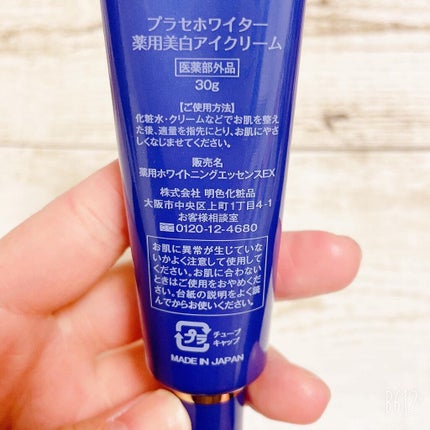 プラセホワイター
薬用美白アイクリーム
医薬部外品
30g
【ご使用方法】
化粧水・クリームなどでお肌を整え
た後、適量を指先にとり、お肌にやさ
しくなじませてください。
販売名
薬用ホワイトニングエッセンスEX
株式会社 明色化粧品
大阪市中央区上町1丁目4-1
お客様相談室
0120-12-4680
お肌に異常が生じていな
いかよく注意して使用して
ください。お肌に合わない
ときはご使用をおやめくだ
さい。台紙の説明をよく読
んでからお使いください。
プラ
チューブ
キャップ
MADE IN JAPAN
B612